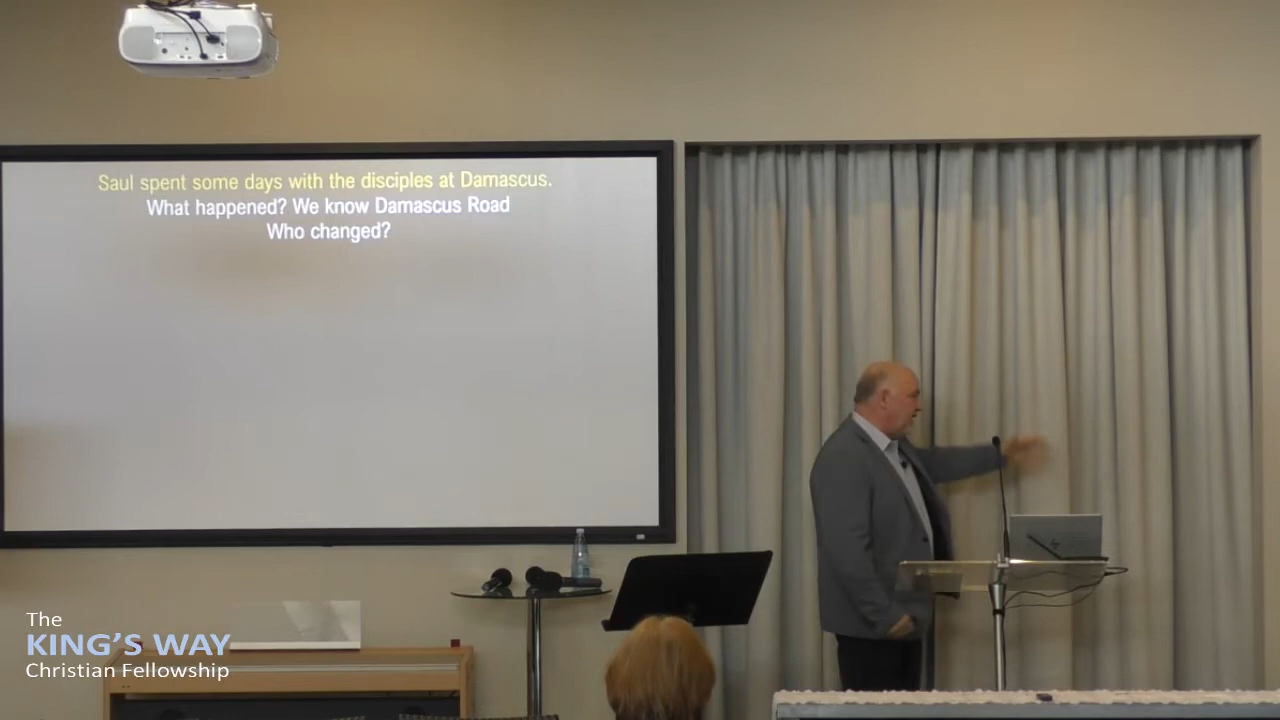 Saul spent some days with the disciples at Damascus.
What happened? We know Damascus Road
Who changed?
The
KING'S WAY
Christian Fellowship